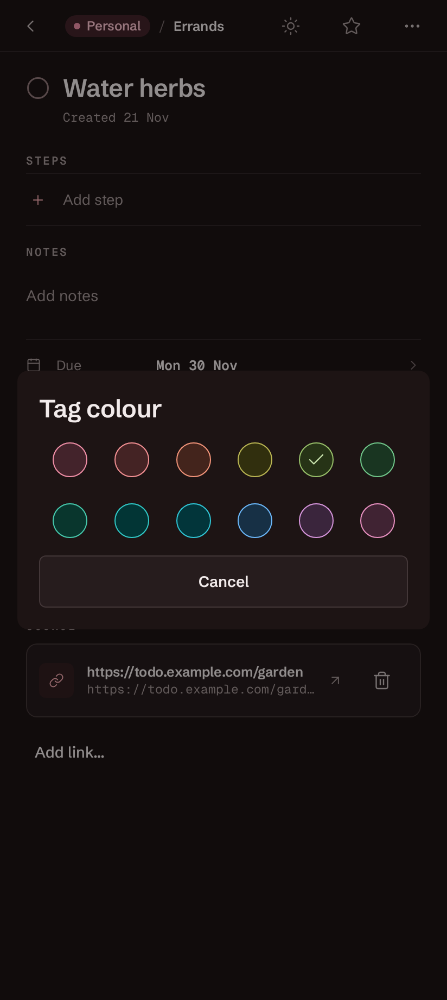 Personal / Errands
Water herbs
Created 21 Nov
STEPS
Add step
NOTES
Add notes
Due Mon 30 Nov
Tag colour
Cancel
https://todo.example.com/garden
https://todo.example.com/gard…
Add link…